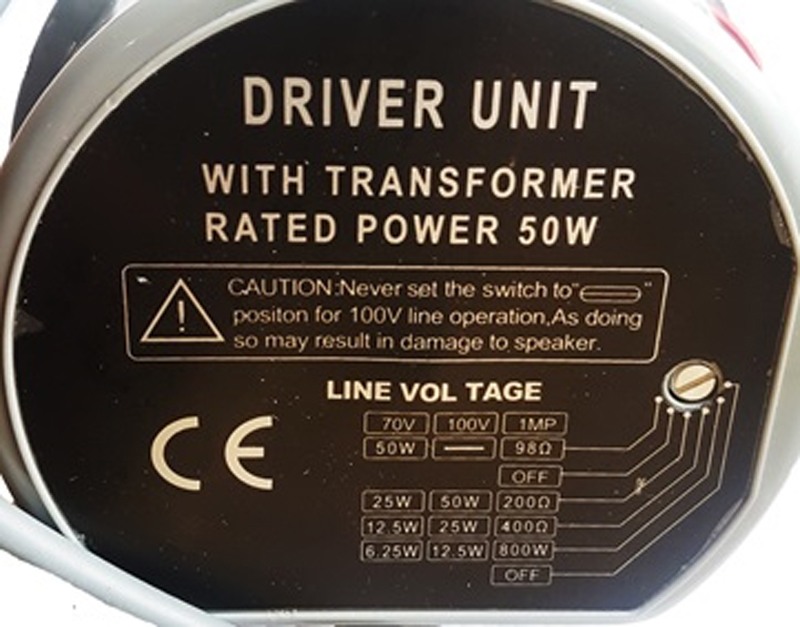 DRIVER UNIT
WITH TRANSFORMER
RATED POWER 50W
CAUTION:Never set the switch to" "
positon for 100V line operation,As doing
so may result in damage to speaker.
LINE VOL TAGE
70V 100V 1MP
50W — 98Ω
OFF
25W 50W 200Ω
12.5W 25W 400Ω
6.25W 12.5W 800W
OFF
CE